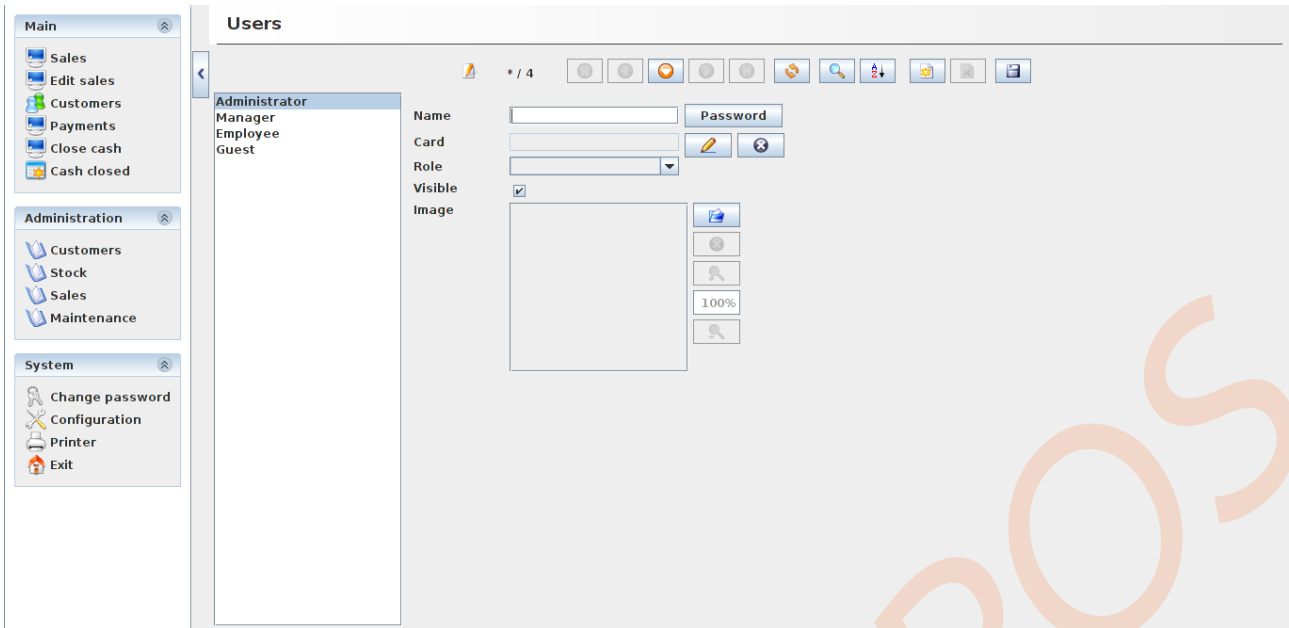 Main
Sales
Edit sales
Customers
Payments
Close cash
Cash closed
Administration
Customers
Stock
Sales
Maintenance
System
Change password
Configuration
Printer
Exit
Users
* / 4
Administrator
Manager
Employee
Guest
Name
Password
Card
Role
Visible
Image
100%
POS